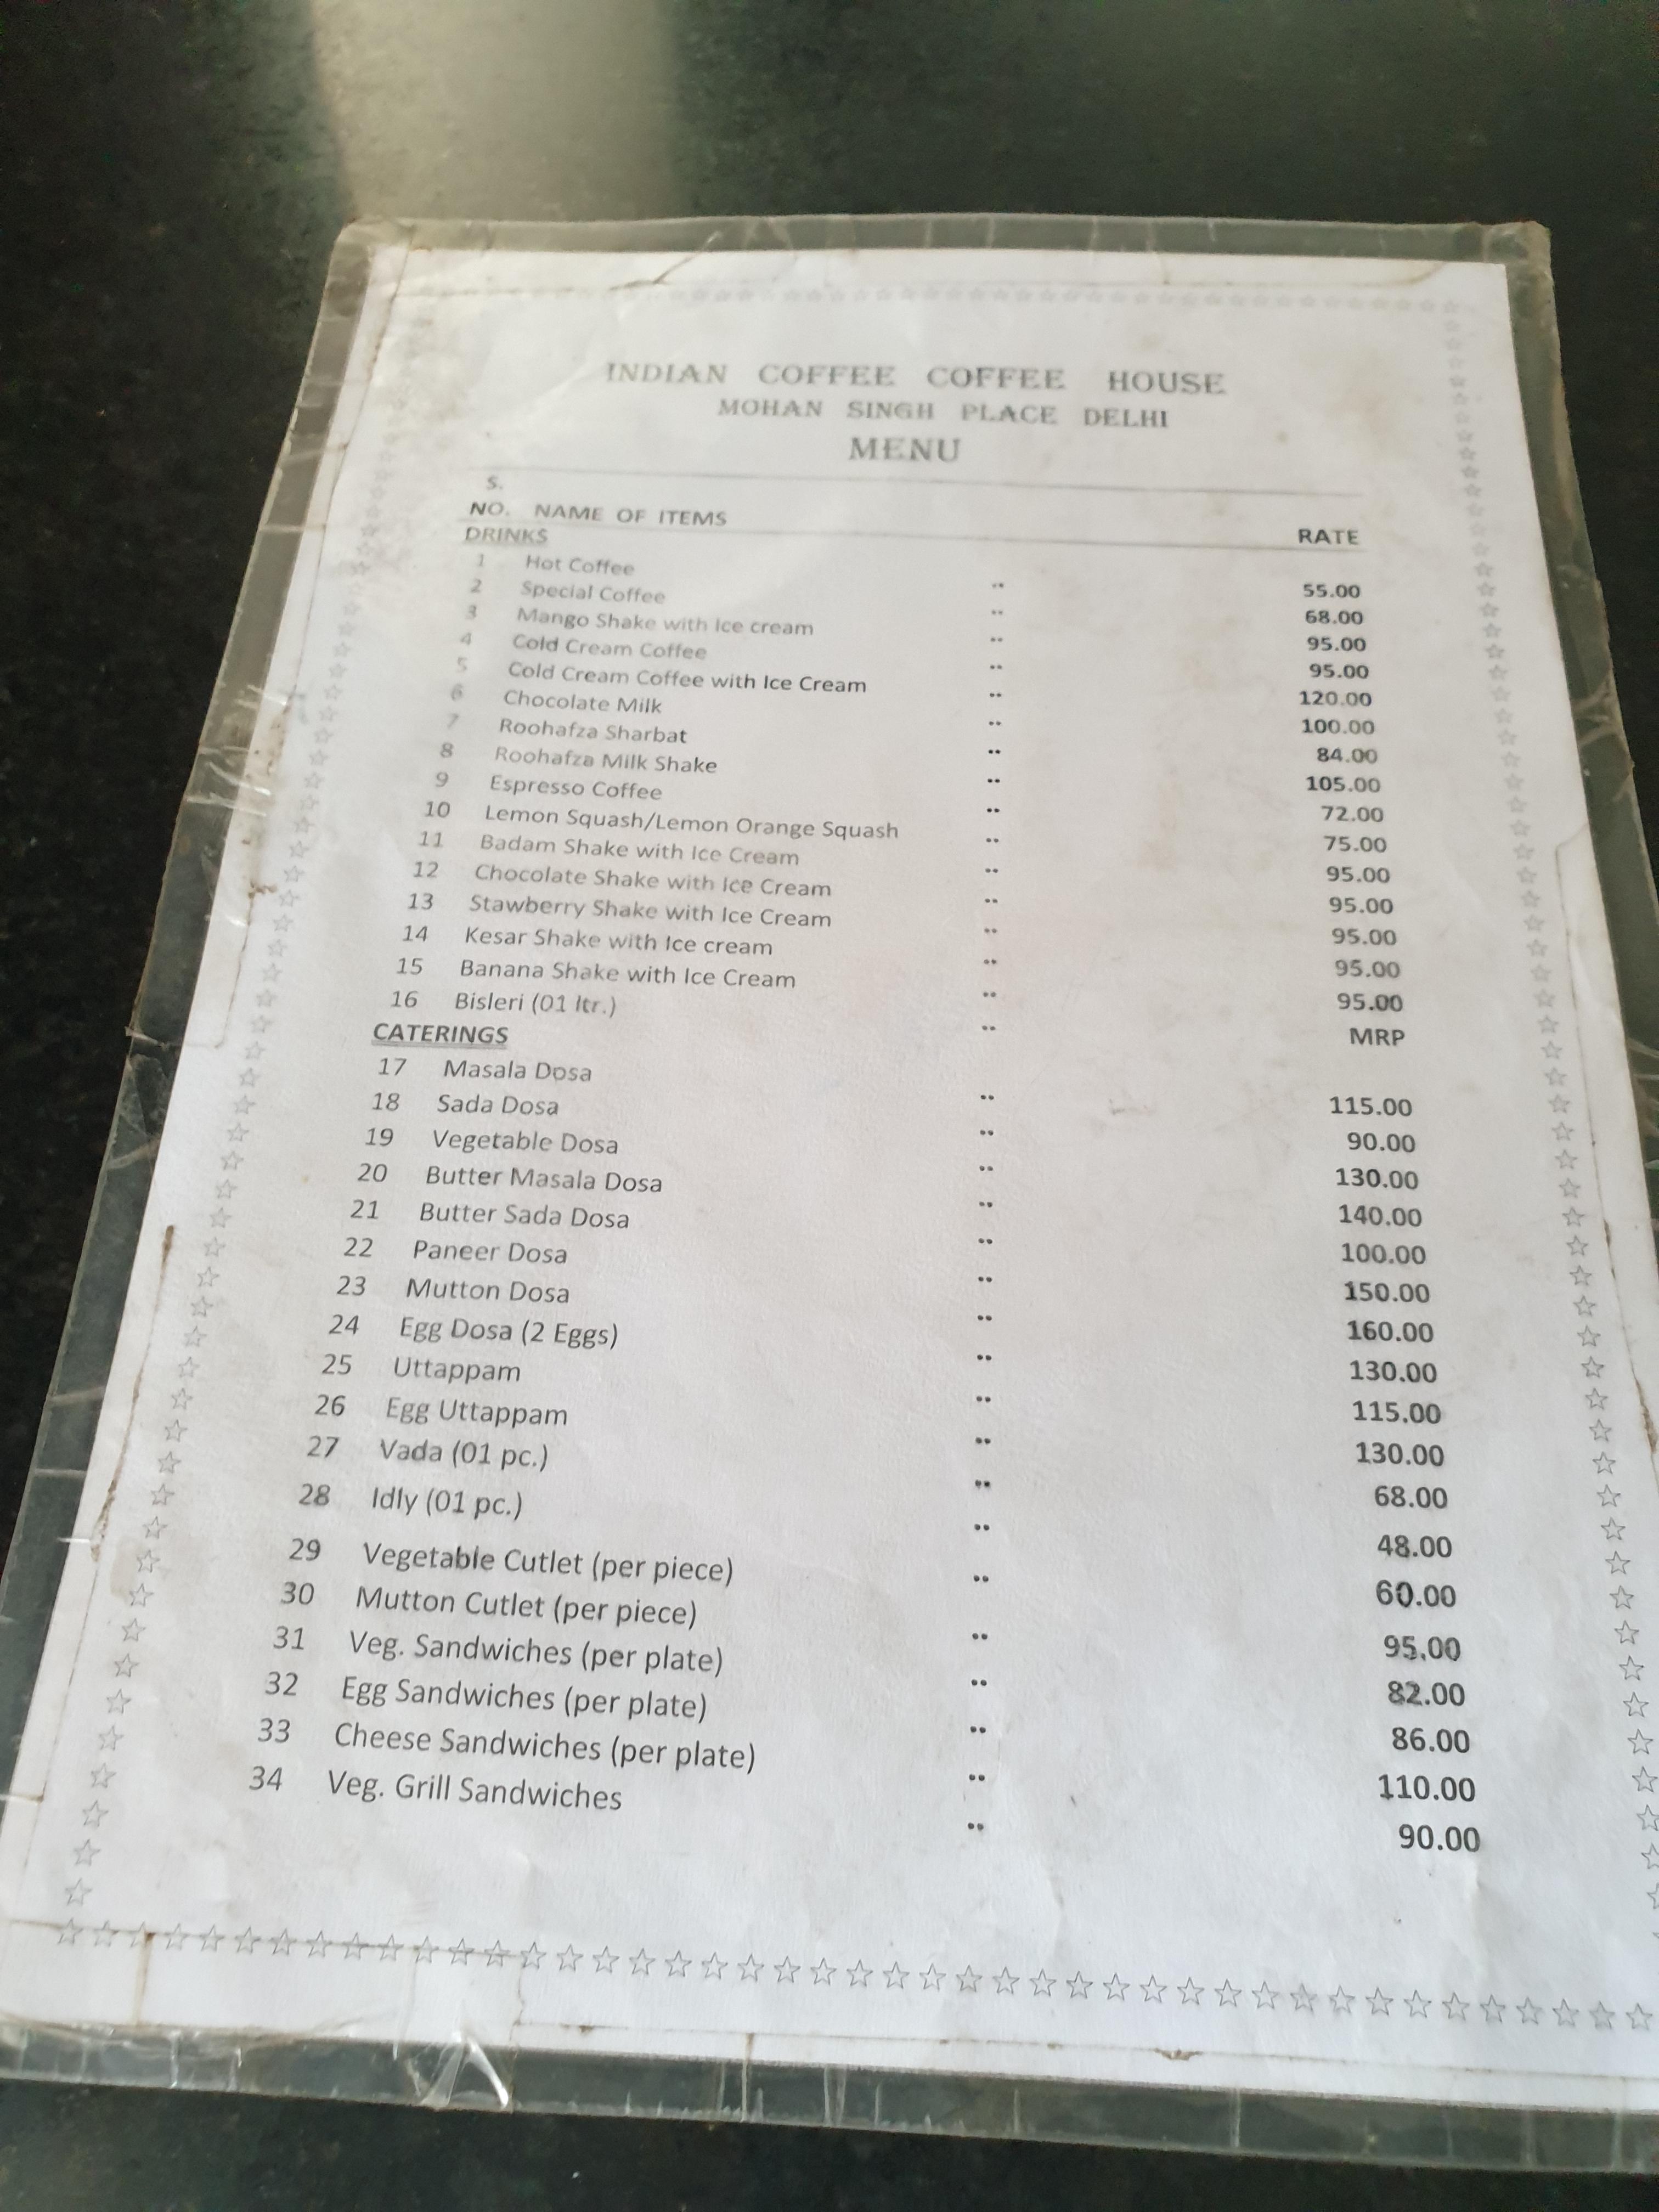 INDIAN COFFEE COFFEE HOUSE
MOHAN SINGH PLACE DELHI
MENU
S.
NO. NAME OF ITEMS RATE
DRINKS
1 Hot Coffee " 55.00
2 Special Coffee " 68.00
3 Mango Shake with Ice cream " 95.00
4 Cold Cream Coffee " 95.00
5 Cold Cream Coffee with Ice Cream " 120.00
6 Chocolate Milk " 100.00
7 Roohafza Sharbat " 84.00
8 Roohafza Milk Shake " 105.00
9 Espresso Coffee " 72.00
10 Lemon Squash/Lemon Orange Squash " 75.00
11 Badam Shake with Ice Cream " 95.00
12 Chocolate Shake with Ice Cream " 95.00
13 Stawberry Shake with Ice Cream " 95.00
14 Kesar Shake with Ice cream " 95.00
15 Banana Shake with Ice Cream " 95.00
16 Bisleri (01 ltr.) " MRP
CATERINGS
17 Masala Dosa " 115.00
18 Sada Dosa " 90.00
19 Vegetable Dosa " 130.00
20 Butter Masala Dosa " 140.00
21 Butter Sada Dosa " 100.00
22 Paneer Dosa " 150.00
23 Mutton Dosa " 160.00
24 Egg Dosa (2 Eggs) " 130.00
25 Uttappam " 115.00
26 Egg Uttappam " 130.00
27 Vada (01 pc.) " 68.00
28 Idly (01 pc.) " 48.00
29 Vegetable Cutlet (per piece) " 60.00
30 Mutton Cutlet (per piece) " 95.00
31 Veg. Sandwiches (per plate) " 82.00
32 Egg Sandwiches (per plate) " 86.00
33 Cheese Sandwiches (per plate) " 110.00
34 Veg. Grill Sandwiches " 90.00